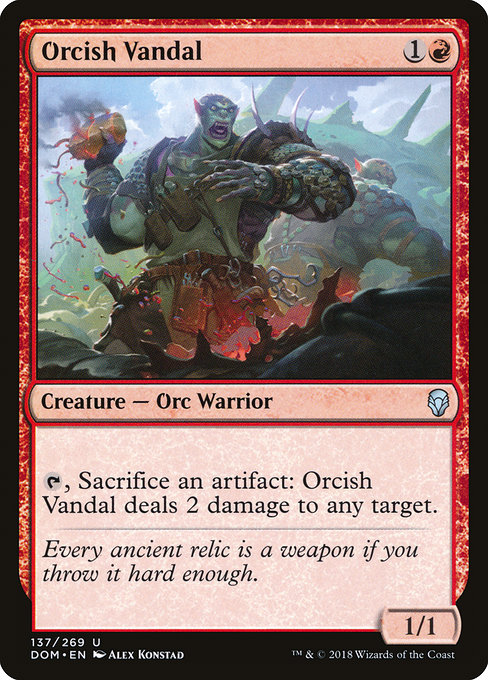 Orcish Vandal 1
Creature — Orc Warrior
, Sacrifice an artifact: Orcish
Vandal deals 2 damage to any target.
Every ancient relic is a weapon if you
throw it hard enough.
1/1
137/269 U
DOM • EN Alex Konstad
™ & © 2018 Wizards of the Coast